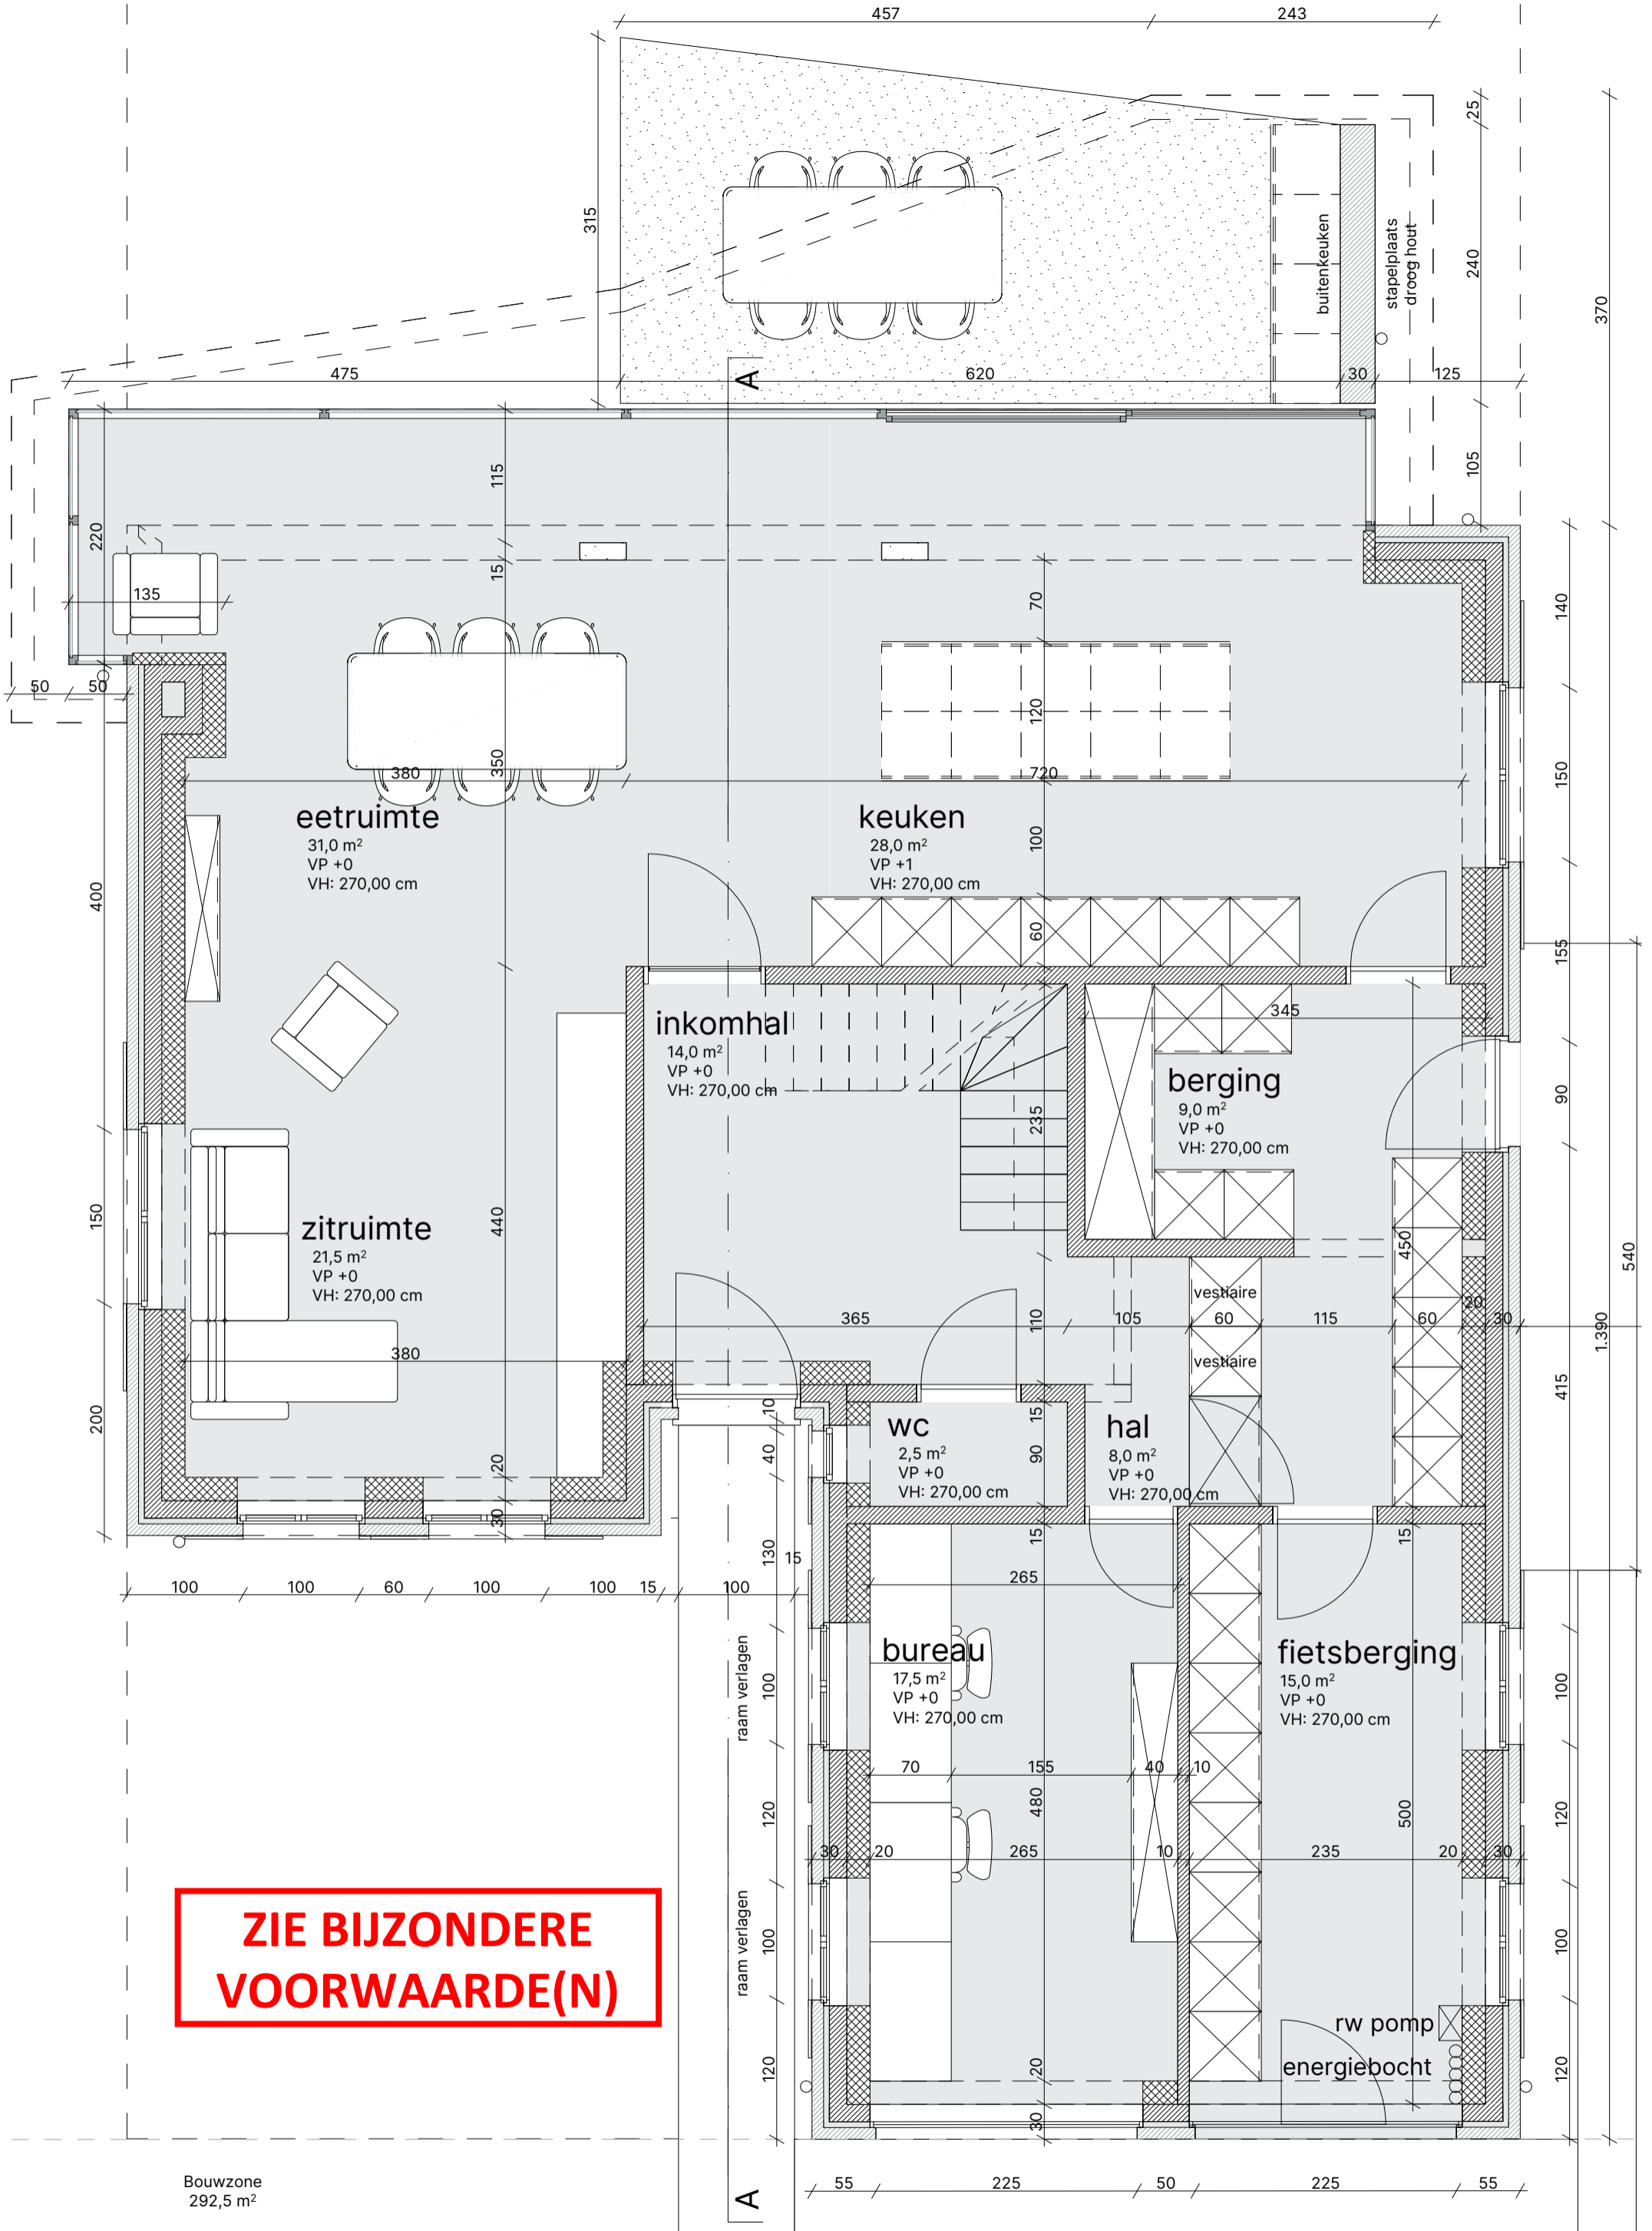 457
243
315
25
240
105
370
buitenkeuken
stapelplaats
droog hout
A
475
620
30
125
115
220
15
135
50
50
70
140
120
150
380
350
720
eetruimte
31,0 m²
VP +0
VH: 270,00 cm
keuken
28,0 m²
VP +1
VH: 270,00 cm
100
400
60
155
inkomhal
14,0 m²
VP +0
VH: 270,00 cm
345
berging
9,0 m²
VP +0
VH: 270,00 cm
235
90
150
zitruimte
21,5 m²
VP +0
VH: 270,00 cm
440
450
540
vestiaire
20
365
110
105
60
115
60
30
1.390
380
vestiaire
415
200
10
15
40
90
wc
2,5 m²
VP +0
VH: 270,00 cm
hal
8,0 m²
VP +0
VH: 270,00 cm
20
30
130
15
15
15
100
100
60
100
100
15
100
265
raam verlagen
100
bureau
17,5 m²
VP +0
VH: 270,00 cm
fietsberging
15,0 m²
VP +0
VH: 270,00 cm
100
70
155
40
10
120
480
500
120
30
20
265
10
235
20
30
ZIE BIJZONDERE
VOORWAARDE(N)
raam verlagen
100
100
rw pomp
energiebocht
120
20
120
30
Bouwzone
292,5 m²
A
55
225
50
225
55